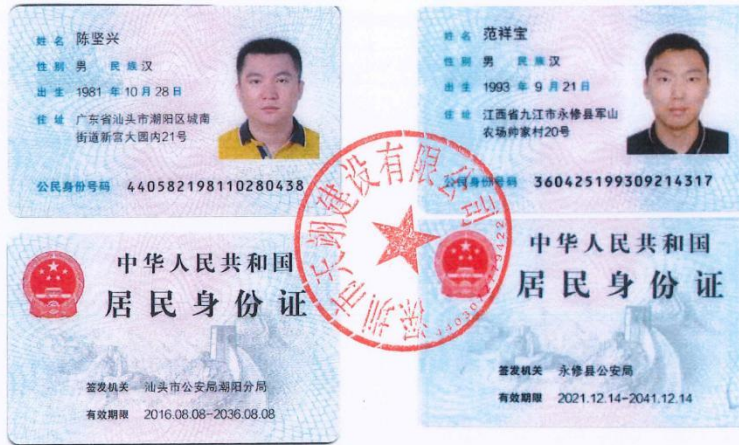 姓名 陈坚兴
性别 男 民族 汉
出生 1981 年 10 月 28 日
住址 广东省汕头市潮阳区城南
街道新宫大园内21号
公民身份号码 440582198110280438
姓名 范祥宝
性别 男 民族 汉
出生 1993 年 9 月 21 日
住址 江西省九江市永修县军山
农场帅家村20号
公民身份号码 360425199309214317
深圳市天翊建设有限公司
中华人民共和国
居民身份证
签发机关 汕头市公安局潮阳分局
有效期限 2016.08.08-2036.08.08
中华人民共和国
居民身份证
签发机关 永修县公安局
有效期限 2021.12.14-2041.12.14